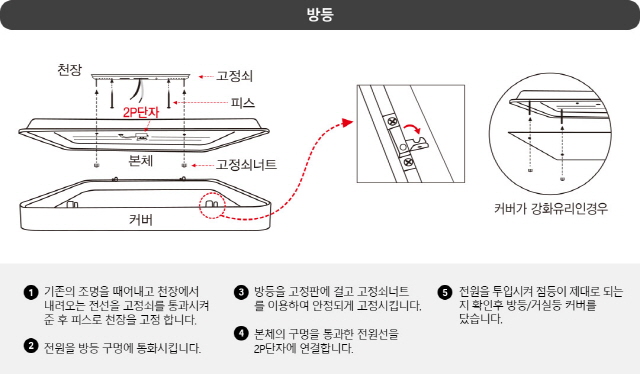 방등
천장
고정쇠
피스
2P단자
본체
고정쇠너트
커버
커버가 강화유리인경우
1 기존의 조명을 때어내고 천장에서
내려오는 전선을 고정쇠를 통과시켜
준 후 피스로 천장을 고정 합니다.
2 전원을 방등 구멍에 통화시킵니다.
3 방등을 고정판에 걸고 고정쇠너트
를 이용하여 안정되게 고정시킵니다.
4 본체의 구멍을 통과한 전원선을
2P단자에 연결합니다.
5 전원을 투입시켜 점등이 제대로 되는
지 확인후 방등/거실등 커버를
닸았습니다.